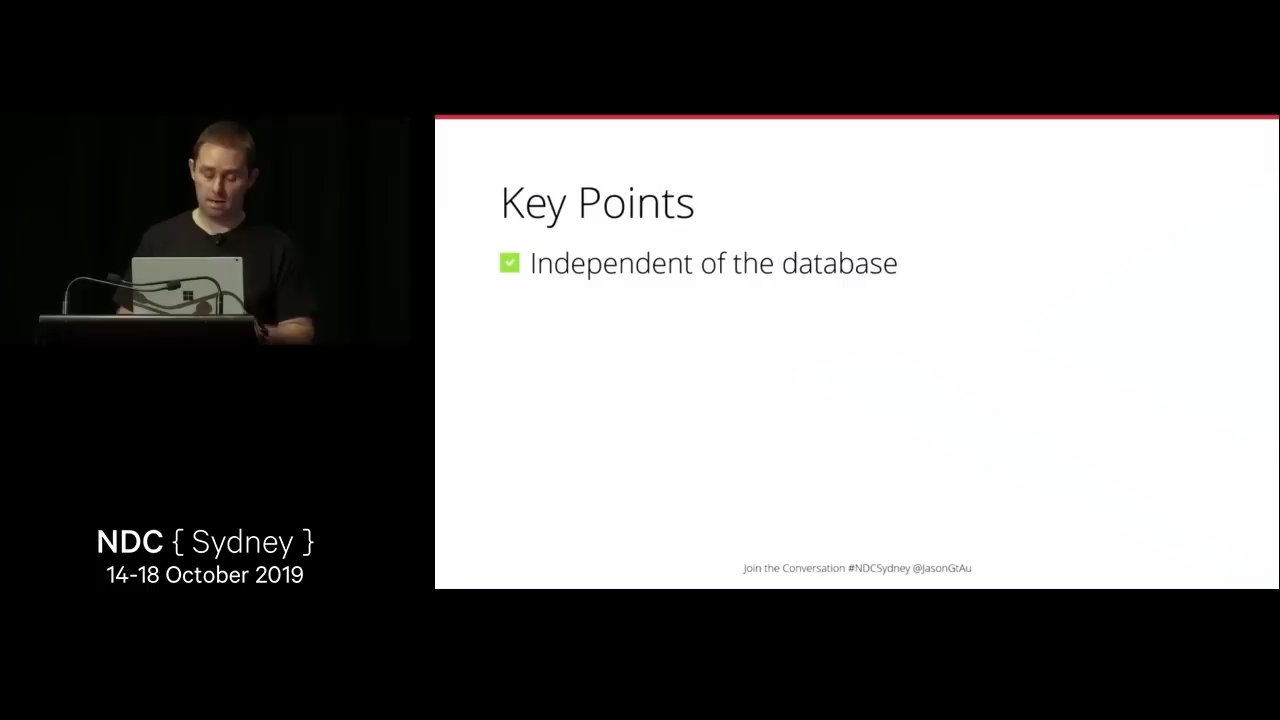 Key Points
Independent of the database
NDC { Sydney }
14-18 October 2019
Join the Conversation #NDCSydney @JasonGtAu